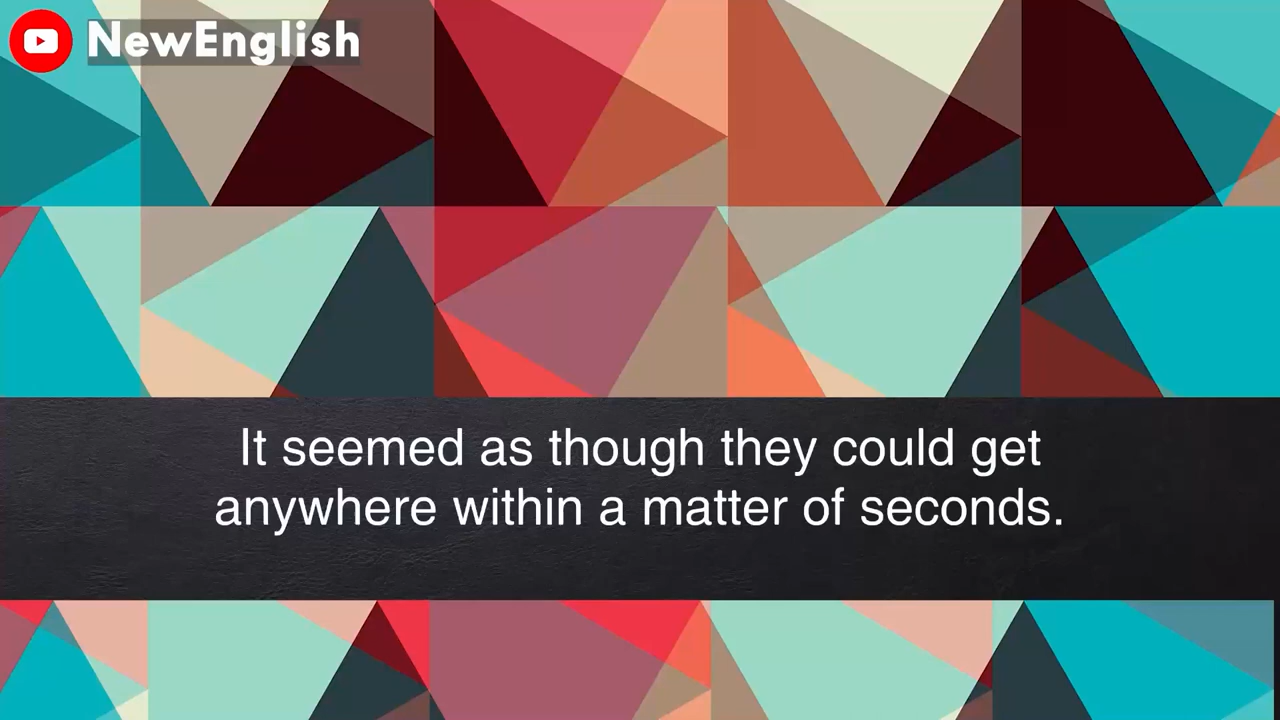 NewEnglish
It seemed as though they could get
anywhere within a matter of seconds.